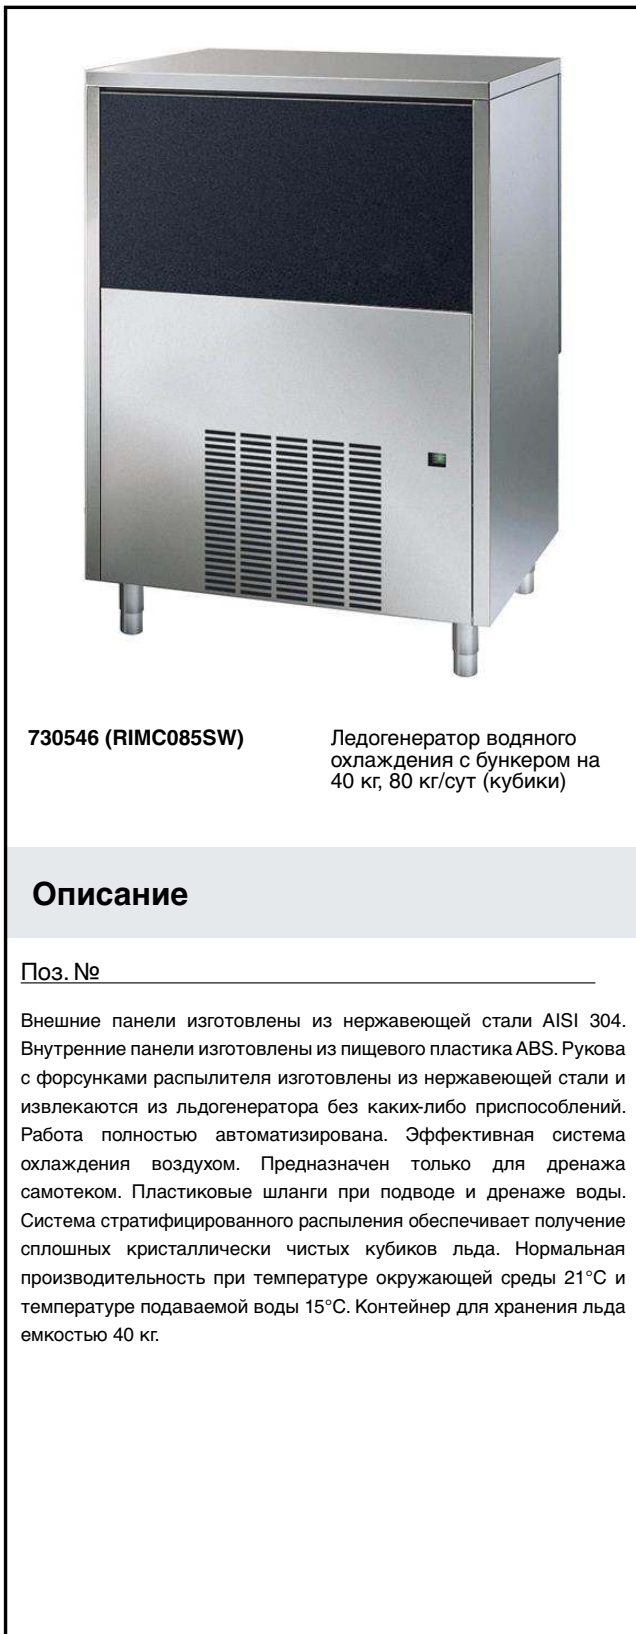 730546 (RIMC085SW)
Ледогенератор водяного
охлаждения с бункером на
40 кг, 80 кг/сут (кубики)
Описание
Поз. №
Внешние панели изготовлены из нержавеющей стали AISI 304.
Внутренние панели изготовлены из пищевого пластика ABS. Рукова
с форсунками распылителя изготовлены из нержавеющей стали и
извлекаются из льдогенератора без каких-либо приспособлений.
Работа полностью автоматизирована. Эффективная система
охлаждения воздухом. Предназначен только для дренажа
самотеком. Пластиковые шланги при подводе и дренаже воды.
Система стратифицированного распыления обеспечивает получение
сплошных кристаллически чистых кубиков льда. Нормальная
производительность при температуре окружающей среды 21°C и
температуре подаваемой воды 15°C. Контейнер для хранения льда
емкостью 40 кг.